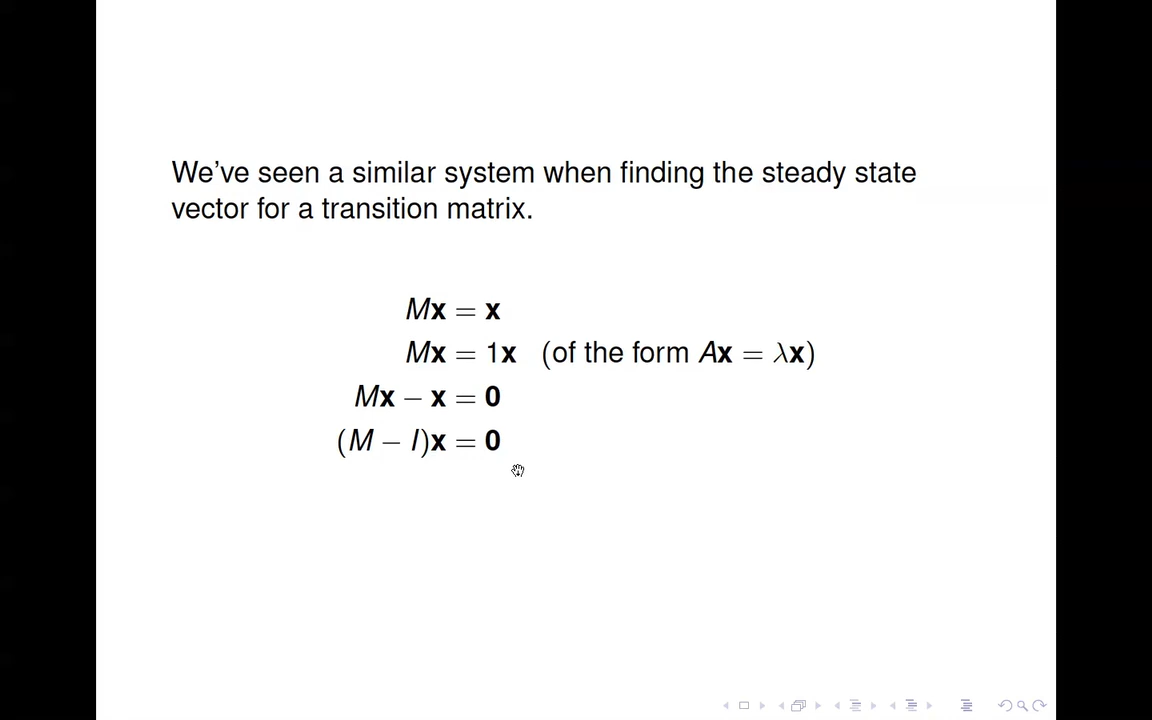 We've seen a similar system when finding the steady state
vector for a transition matrix.
Mx = x
Mx = 1x (of the form Ax = λx)
Mx − x = 0
(M − I)x = 0